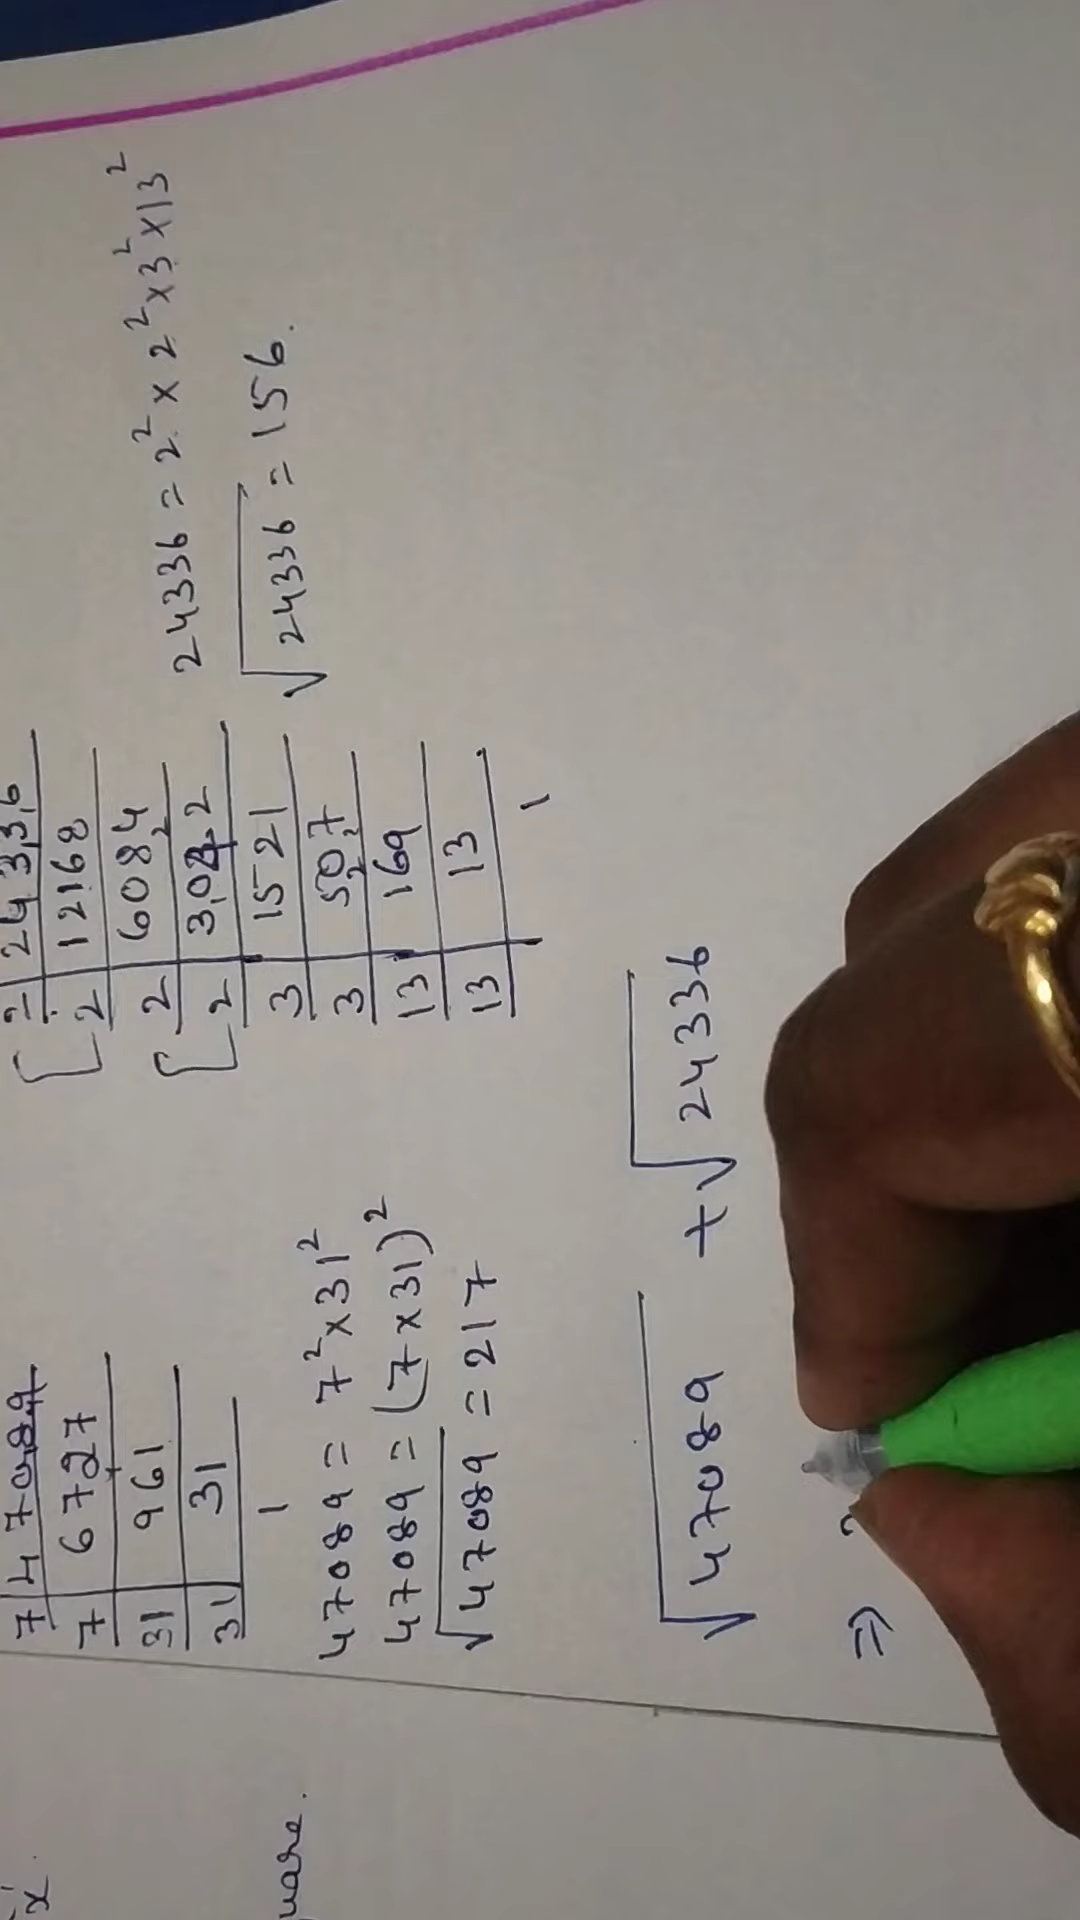 7 | 47089
7 | 6727
31 | 961
31 | 31
1
47089 = 7² × 31²
47089 = (7 × 31)²
√47089 = 217
2 | 24336
2 | 12168
2 | 6084
2 | 3042
3 | 1521
3 | 507
13 | 169
13 | 13
1
24336 = 2² × 2² × 3² × 13²
√24336 = 156.
√47089 + √24336
⇒